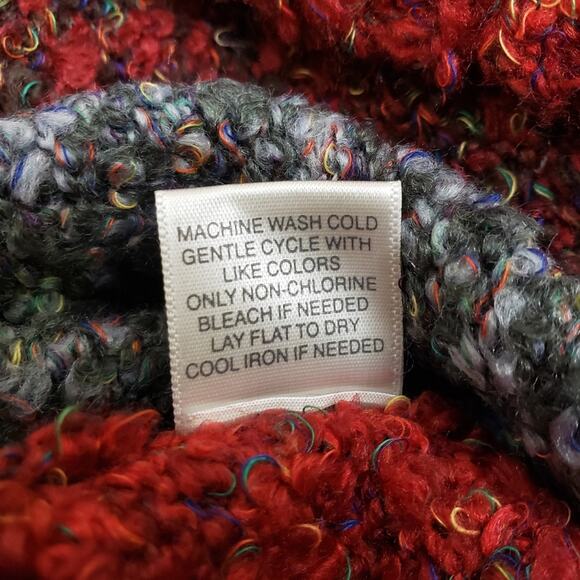 MACHINE WASH COLD
GENTLE CYCLE WITH
LIKE COLORS
ONLY NON-CHLORINE
BLEACH IF NEEDED
LAY FLAT TO DRY
COOL IRON IF NEEDED